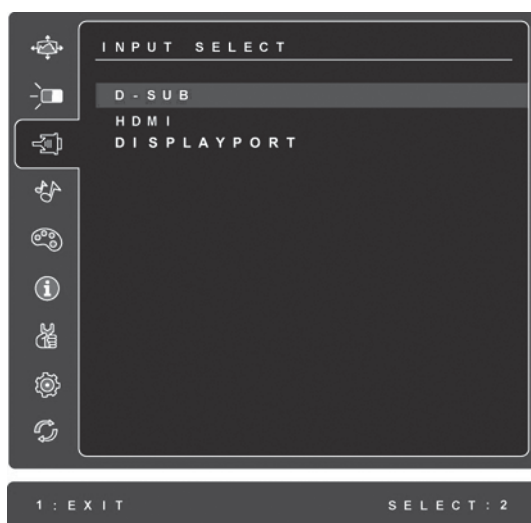 INPUT SELECT
D-SUB
HDMI
DISPLAYPORT
1:EXIT SELECT:2